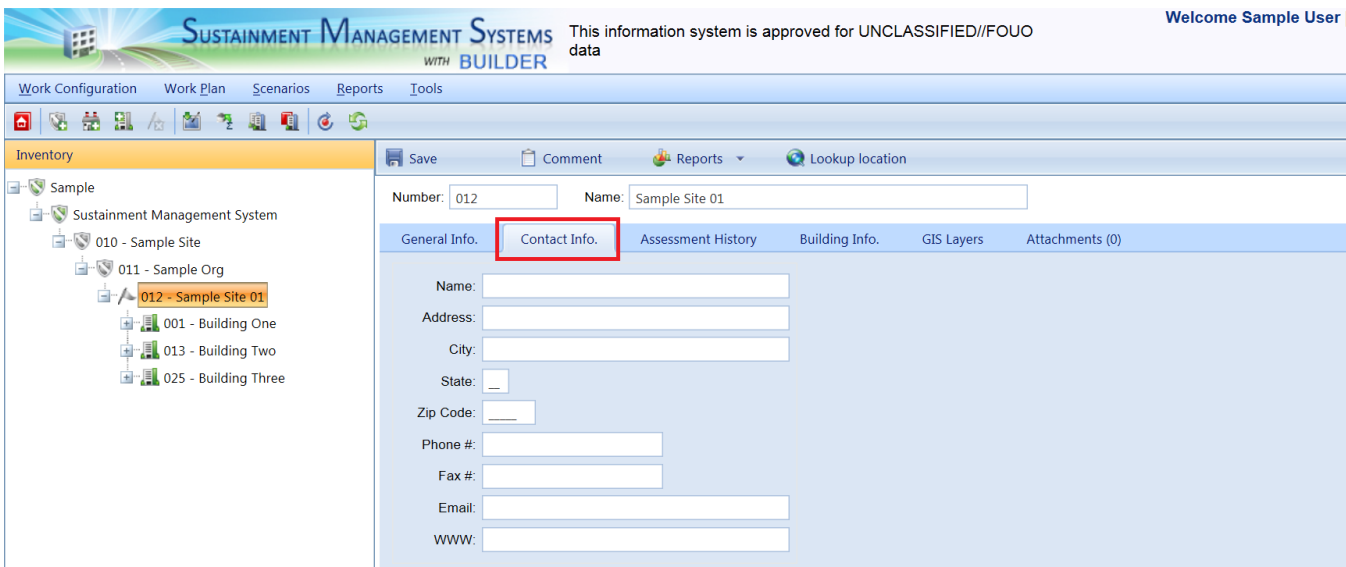 SUSTAINMENT MANAGEMENT SYSTEMS
WITH BUILDER
This information system is approved for UNCLASSIFIED//FOUO
data
Welcome Sample User
Work Configuration Work Plan Scenarios Reports Tools
Inventory
Sample
Sustainment Management System
010 - Sample Site
011 - Sample Org
012 - Sample Site 01
001 - Building One
013 - Building Two
025 - Building Three
Save Comment Reports Lookup location
Number: 012 Name: Sample Site 01
General Info. Contact Info. Assessment History Building Info. GIS Layers Attachments (0)
Name:
Address:
City:
State: __
Zip Code: _____
Phone #:
Fax #:
Email:
WWW: